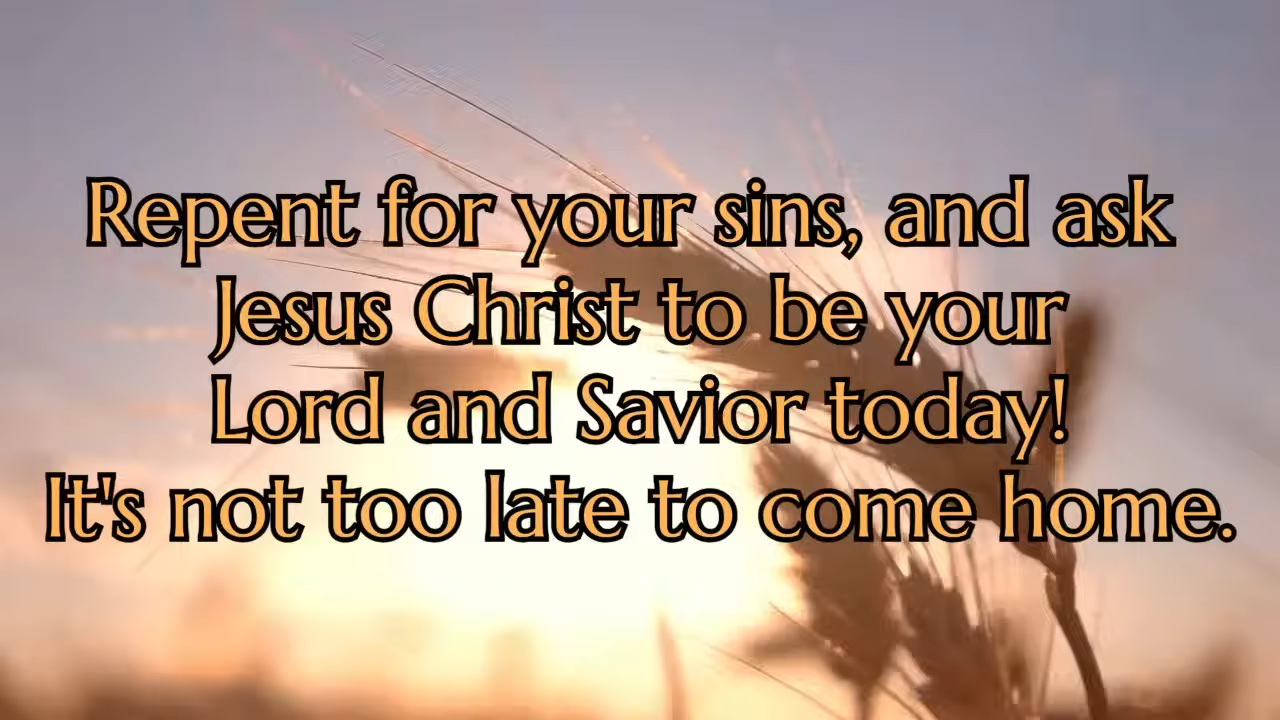 Repent for your sins, and ask
Jesus Christ to be your
Lord and Savior today!
It's not too late to come home.